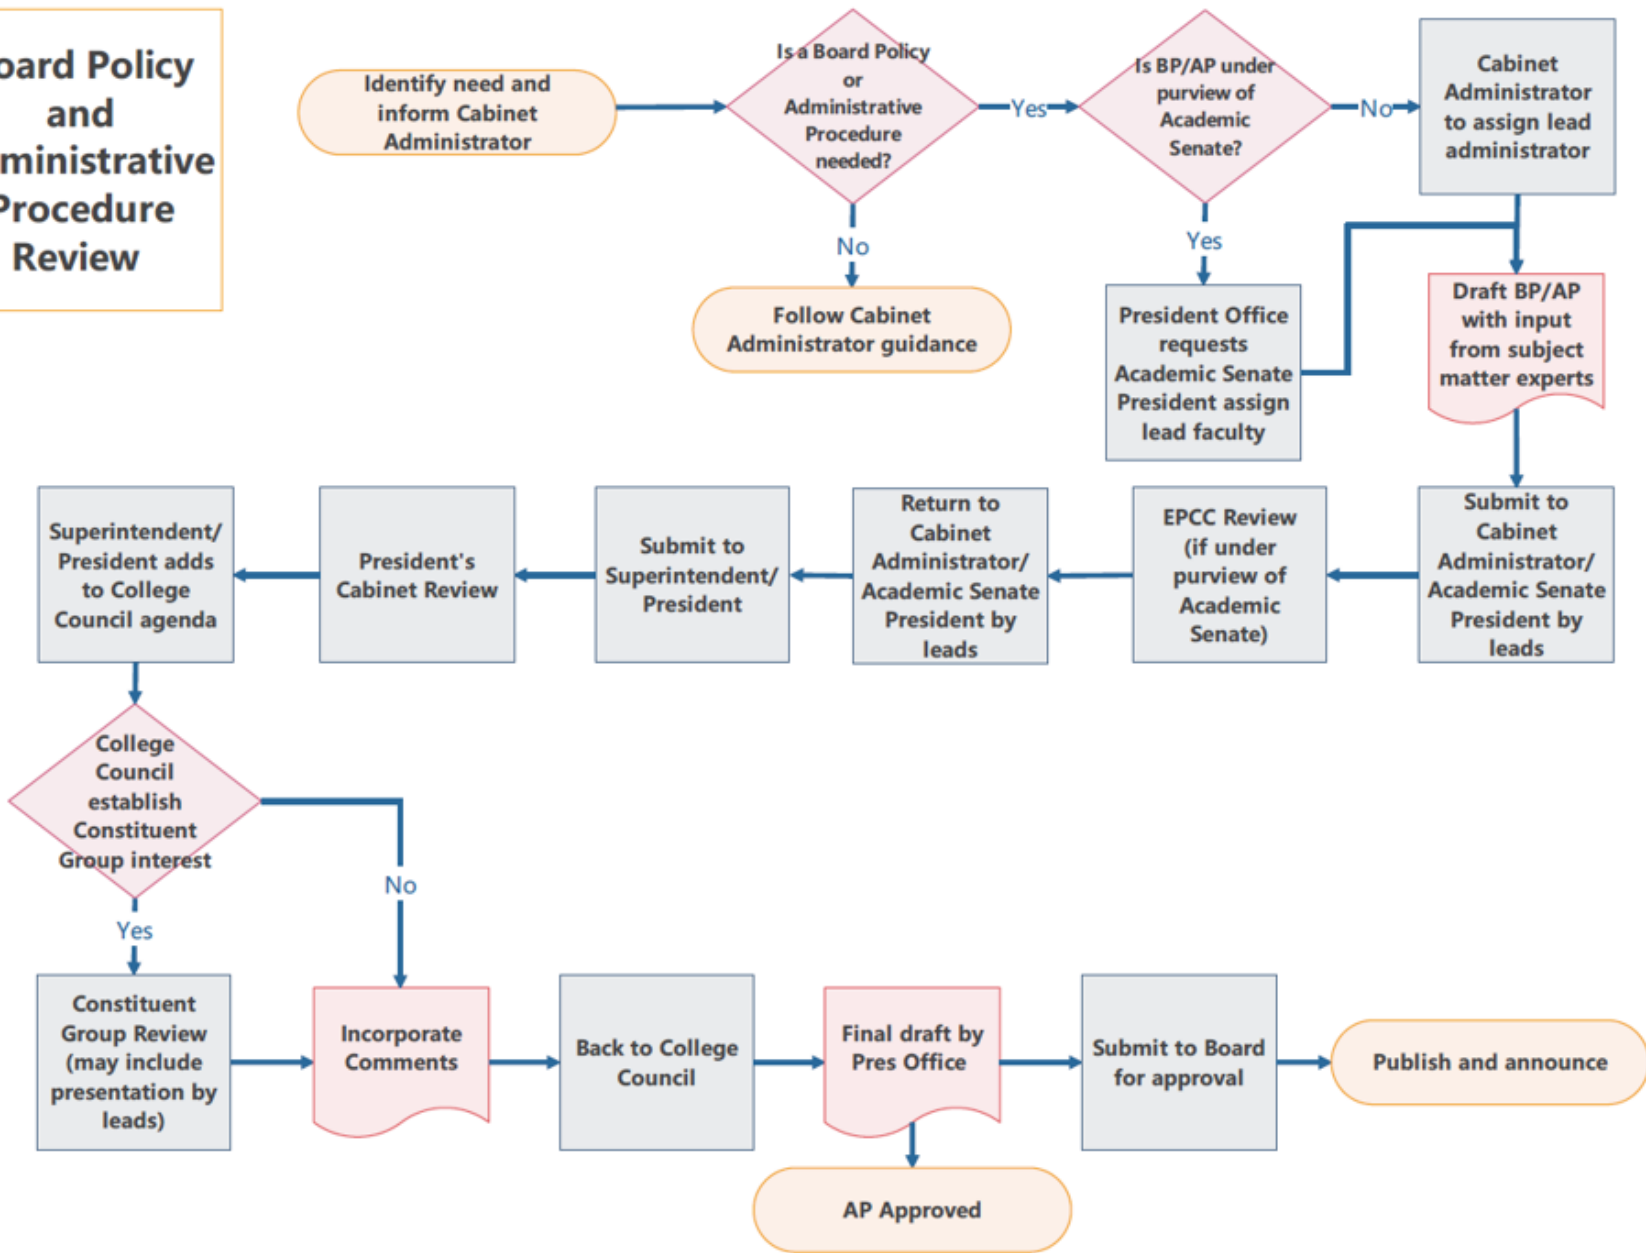 oard Policy
and
ministrative
Procedure
Review
Identify need and
inform Cabinet
Administrator
Is a Board Policy
or
Administrative
Procedure
needed?
Yes
Is BP/AP under
purview of
Academic
Senate?
No
Cabinet
Administrator
to assign lead
administrator
No
Follow Cabinet
Administrator guidance
Yes
President Office
requests
Academic Senate
President assign
lead faculty
Draft BP/AP
with input
from subject
matter experts
Submit to
Cabinet
Administrator/
Academic Senate
President by
leads
EPCC Review
(if under
purview of
Academic
Senate)
Return to
Cabinet
Administrator/
Academic Senate
President by
leads
Submit to
Superintendent/
President
President's
Cabinet Review
Superintendent/
President adds
to College
Council agenda
College
Council
establish
Constituent
Group interest
No
Yes
Constituent
Group Review
(may include
presentation by
leads)
Incorporate
Comments
Back to College
Council
Final draft by
Pres Office
Submit to Board
for approval
Publish and announce
AP Approved